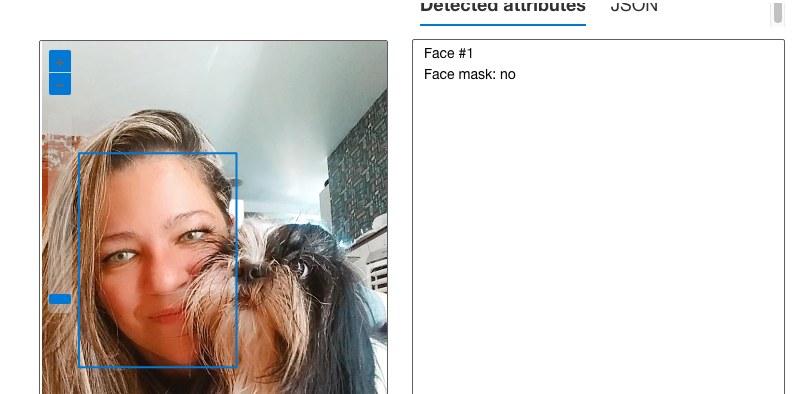 Detected attributes
JSON
+
−
Face #1
Face mask: no